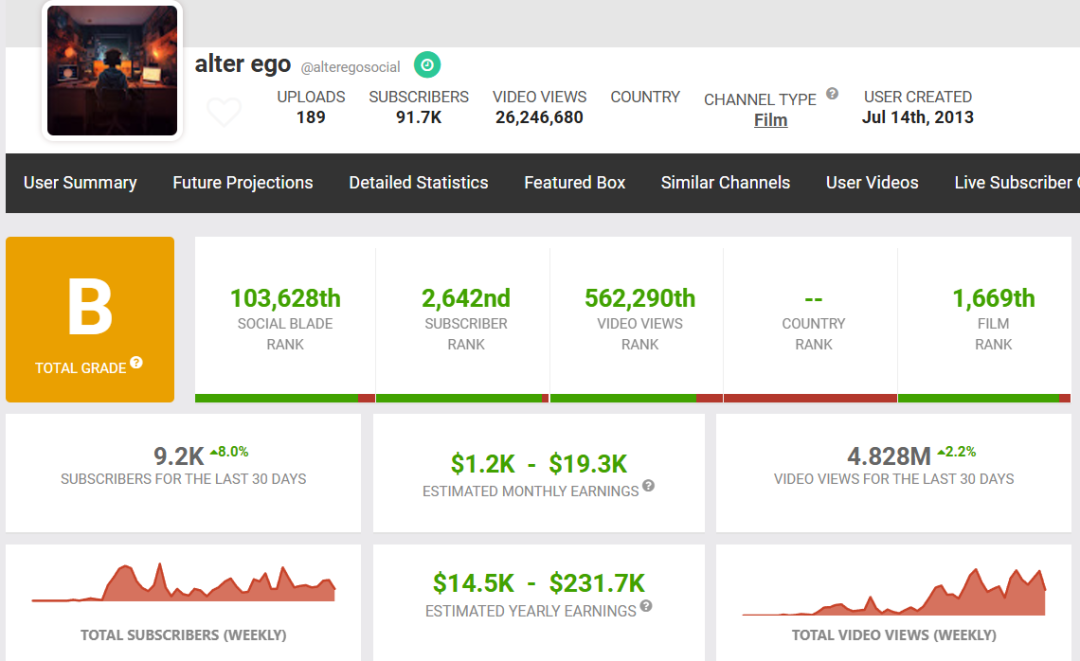 alter ego @alteregosocial
UPLOADS SUBSCRIBERS VIDEO VIEWS COUNTRY CHANNEL TYPE ? USER CREATED
189 91.7K 26,246,680 Film Jul 14th, 2013
User Summary Future Projections Detailed Statistics Featured Box Similar Channels User Videos Live Subscriber
B
TOTAL GRADE ?
103,628th 2,642nd 562,290th -- 1,669th
SOCIAL BLADE SUBSCRIBER VIDEO VIEWS COUNTRY FILM
RANK RANK RANK RANK RANK
9.2K 8.0%
SUBSCRIBERS FOR THE LAST 30 DAYS
$1.2K - $19.3K
ESTIMATED MONTHLY EARNINGS ?
4.828M 2.2%
VIDEO VIEWS FOR THE LAST 30 DAYS
TOTAL SUBSCRIBERS (WEEKLY)
$14.5K - $231.7K
ESTIMATED YEARLY EARNINGS ?
TOTAL VIDEO VIEWS (WEEKLY)